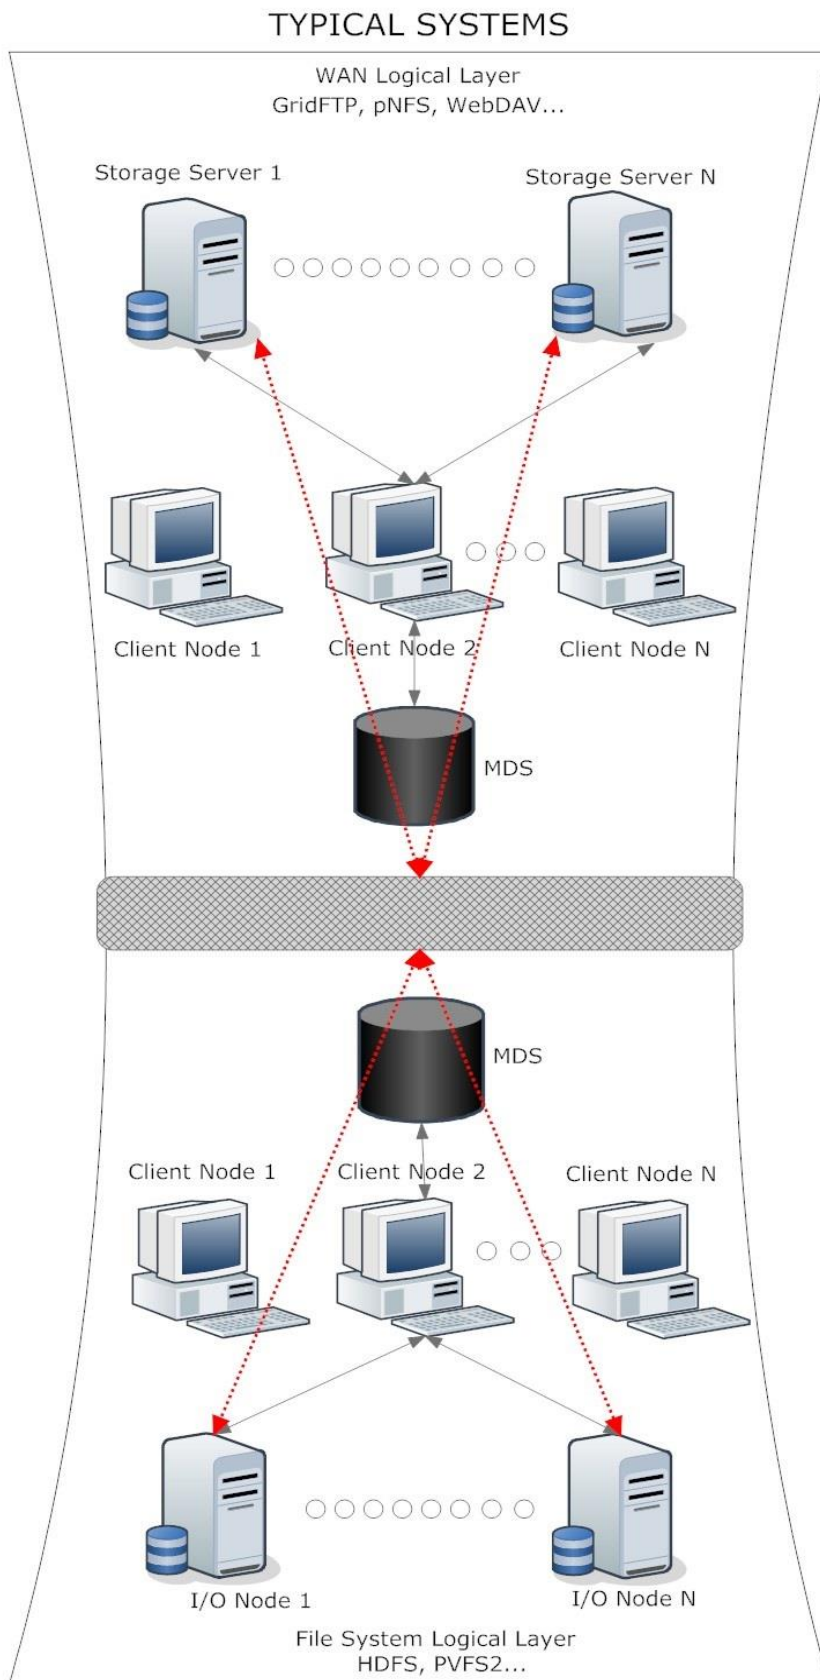 TYPICAL SYSTEMS
WAN Logical Layer
GridFTP, pNFS, WebDAV...
Storage Server 1
Storage Server N
Client Node 1
Client Node 2
Client Node N
MDS
MDS
Client Node 1
Client Node 2
Client Node N
I/O Node 1
I/O Node N
File System Logical Layer
HDFS, PVFS2...